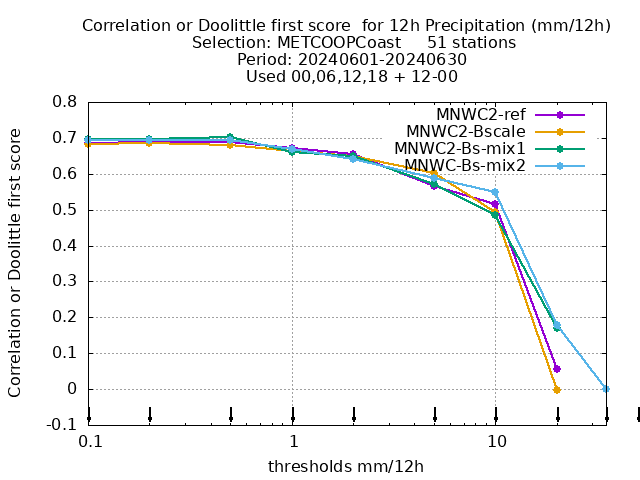 Correlation or Doolittle first score  for 12h Precipitation (mm/12h)
Selection: METCOOPCoast     51 stations
Period: 20240601-20240630
Used 00,06,12,18 + 12-00
MNWC2-ref
MNWC2-Bscale
MNWC2-Bs-mix1
MNWC-Bs-mix2
Correlation or Doolittle first score
0.8
0.7
0.6
0.5
0.4
0.3
0.2
0.1
0
-0.1
0.1
1
10
thresholds mm/12h